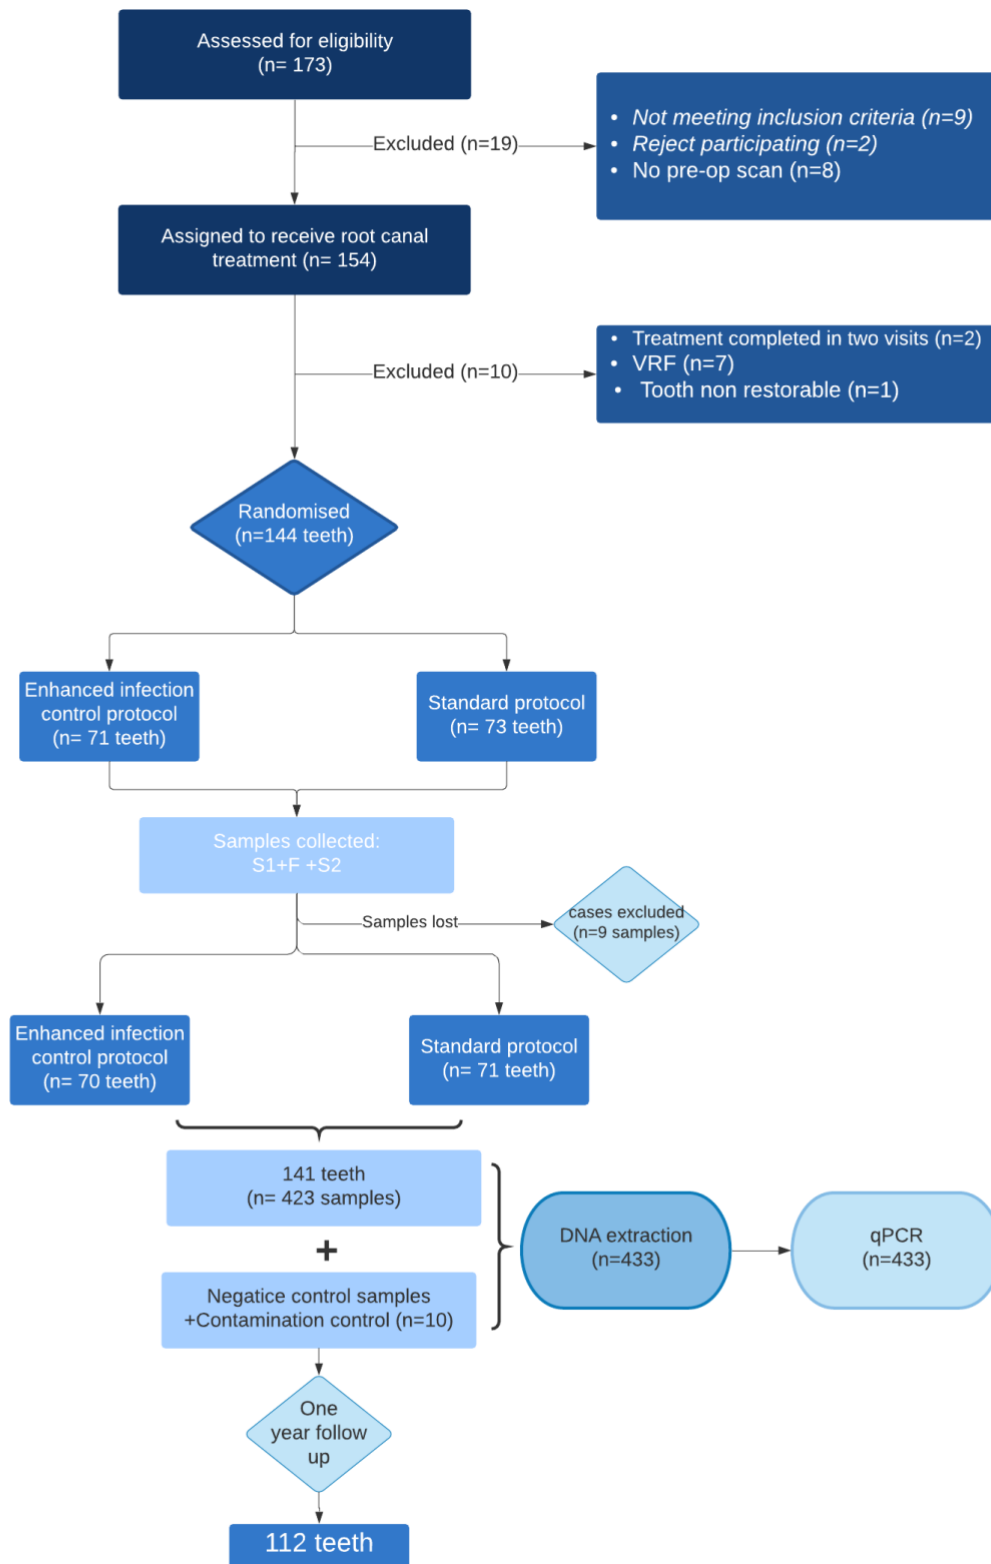 Assessed for eligibility
(n= 173)
Excluded (n=19)
• Not meeting inclusion criteria (n=9)
• Reject participating (n=2)
• No pre-op scan (n=8)
Assigned to receive root canal
treatment (n= 154)
Excluded (n=10)
• Treatment completed in two visits (n=2)
• VRF (n=7)
• Tooth non restorable (n=1)
Randomised
(n=144 teeth)
Enhanced infection
control protocol
(n= 71 teeth)
Standard protocol
(n= 73 teeth)
Samples collected:
S1+F +S2
Samples lost
cases excluded
(n=9 samples)
Enhanced infection
control protocol
(n= 70 teeth)
Standard protocol
(n= 71 teeth)
141 teeth
(n= 423 samples)
+
Negatice control samples
+Contamination control (n=10)
DNA extraction
(n=433)
qPCR
(n=433)
One
year follow
up
112 teeth